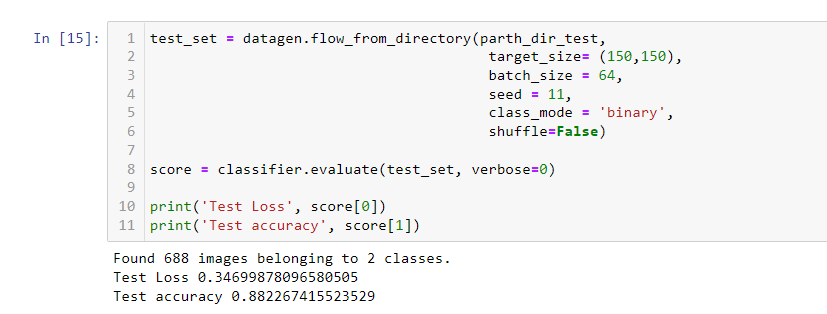 In [15]:
1 test_set = datagen.flow_from_directory(parth_dir_test,
2 target_size= (150,150),
3 batch_size = 64,
4 seed = 11,
5 class_mode = 'binary',
6 shuffle=False)
7
8 score = classifier.evaluate(test_set, verbose=0)
9
10 print('Test Loss', score[0])
11 print('Test accuracy', score[1])
Found 688 images belonging to 2 classes.
Test Loss 0.34699878096580505
Test accuracy 0.882267415523529